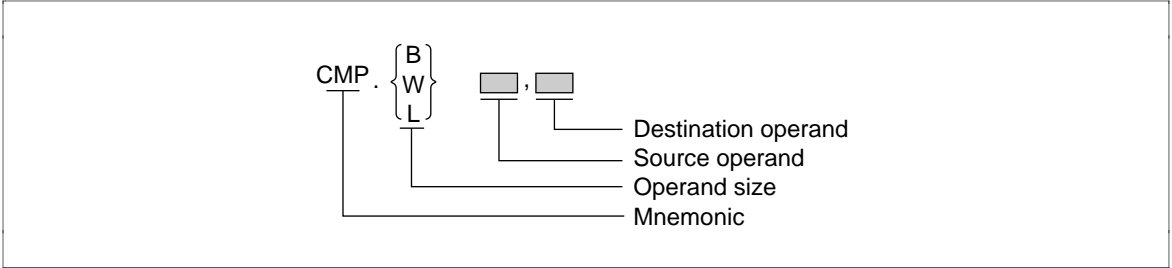 B
CMP . W ,
L
Destination operand
Source operand
Operand size
Mnemonic